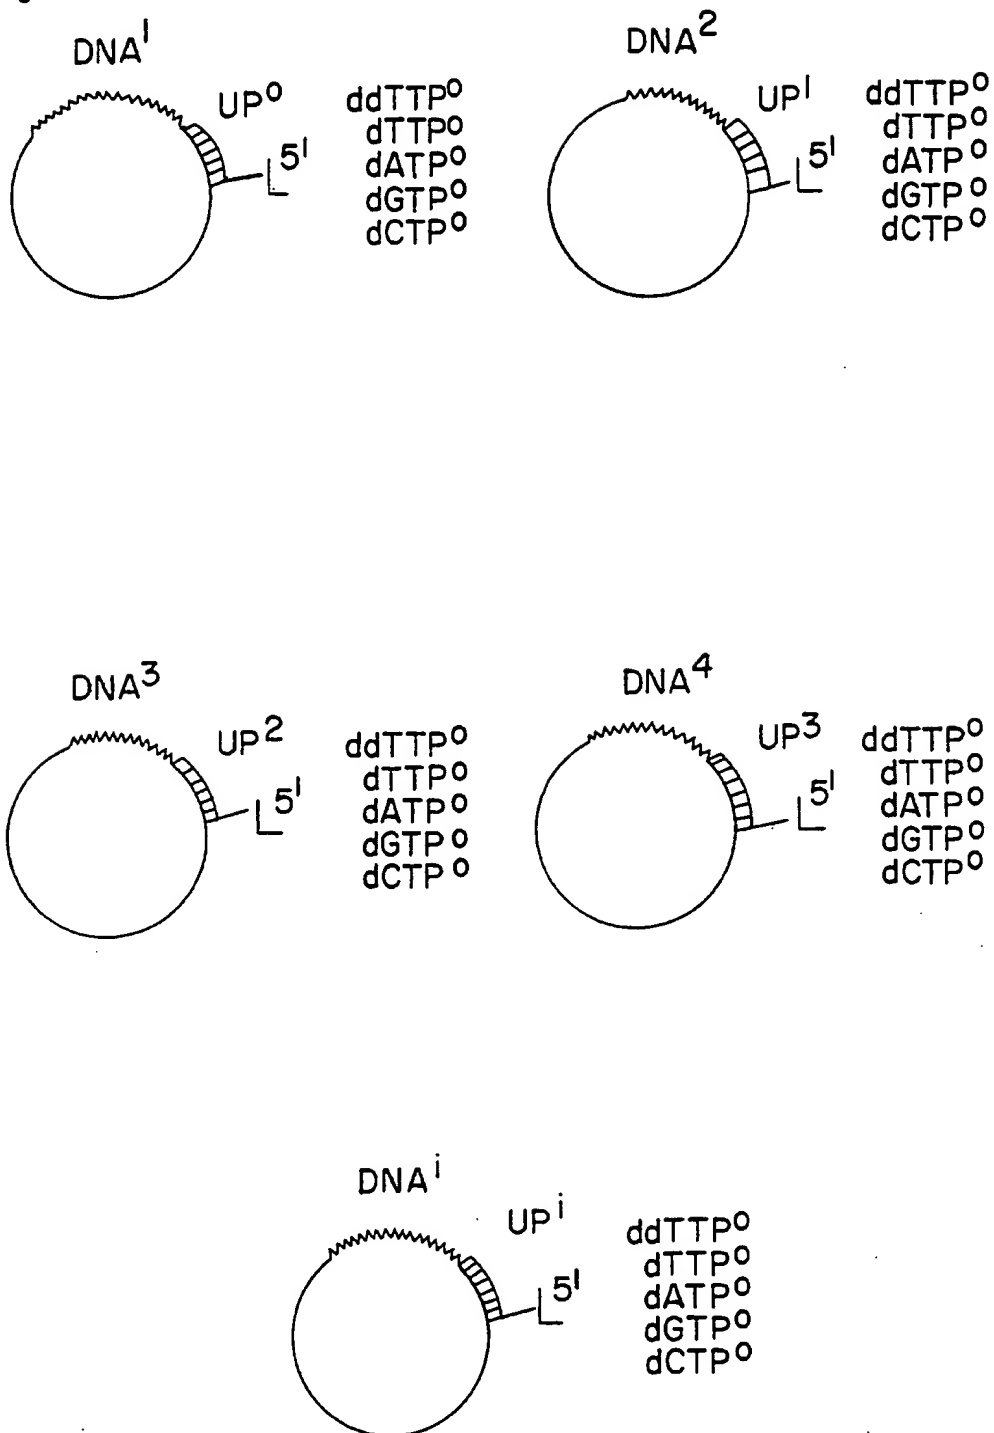 DNA¹
UP⁰
ddTTP⁰
dTTP⁰
dATP⁰
dGTP⁰
dCTP⁰
L 5'
DNA²
UP¹
ddTTP⁰
dTTP⁰
dATP⁰
dGTP⁰
dCTP⁰
L 5'
DNA³
UP²
ddTTP⁰
dTTP⁰
dATP⁰
dGTP⁰
dCTP⁰
L 5'
DNA⁴
UP³
ddTTP⁰
dTTP⁰
dATP⁰
dGTP⁰
dCTP⁰
L 5'
DNAⁱ
UPⁱ
ddTTP⁰
dTTP⁰
dATP⁰
dGTP⁰
dCTP⁰
L 5'